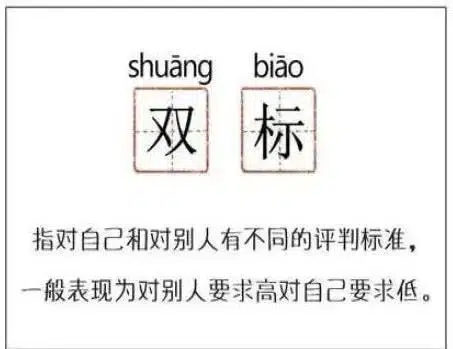 shuāng biāo
双 标
指对自己和对别人有不同的评判标准，
一般表现为对别人要求高对自己要求低。